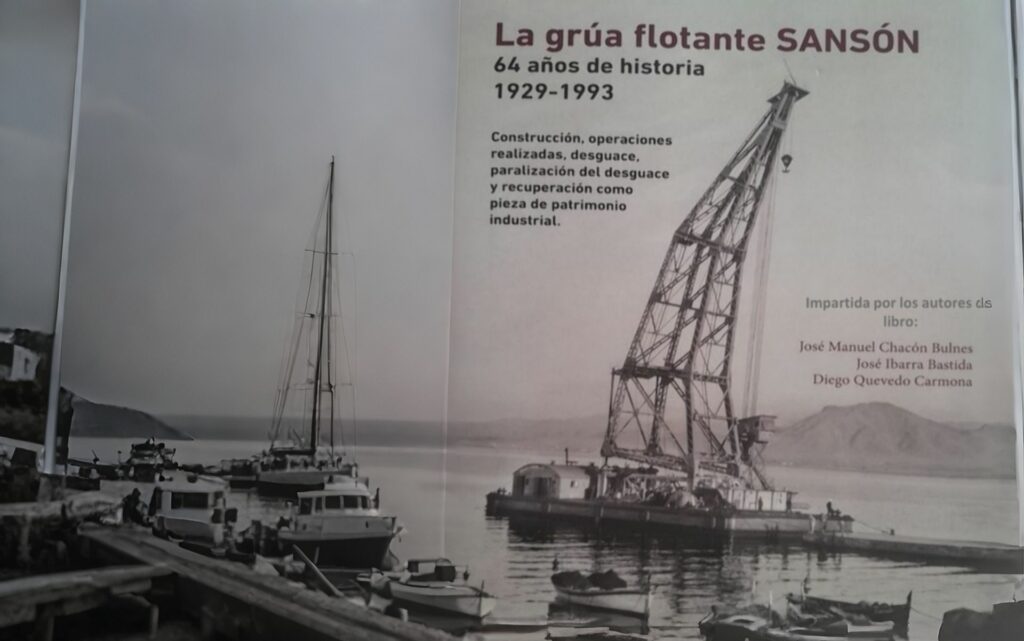 La grúa flotante SANSÓN
64 años de historia
1929-1993
Construcción, operaciones
realizadas, desguace,
paralización del desguace
y recuperación como
pieza de patrimonio
industrial.
Impartida por los autores
libro:
José Manuel Chacón Bulnes
José Ibarra Bastida
Diego Quevedo Carmona